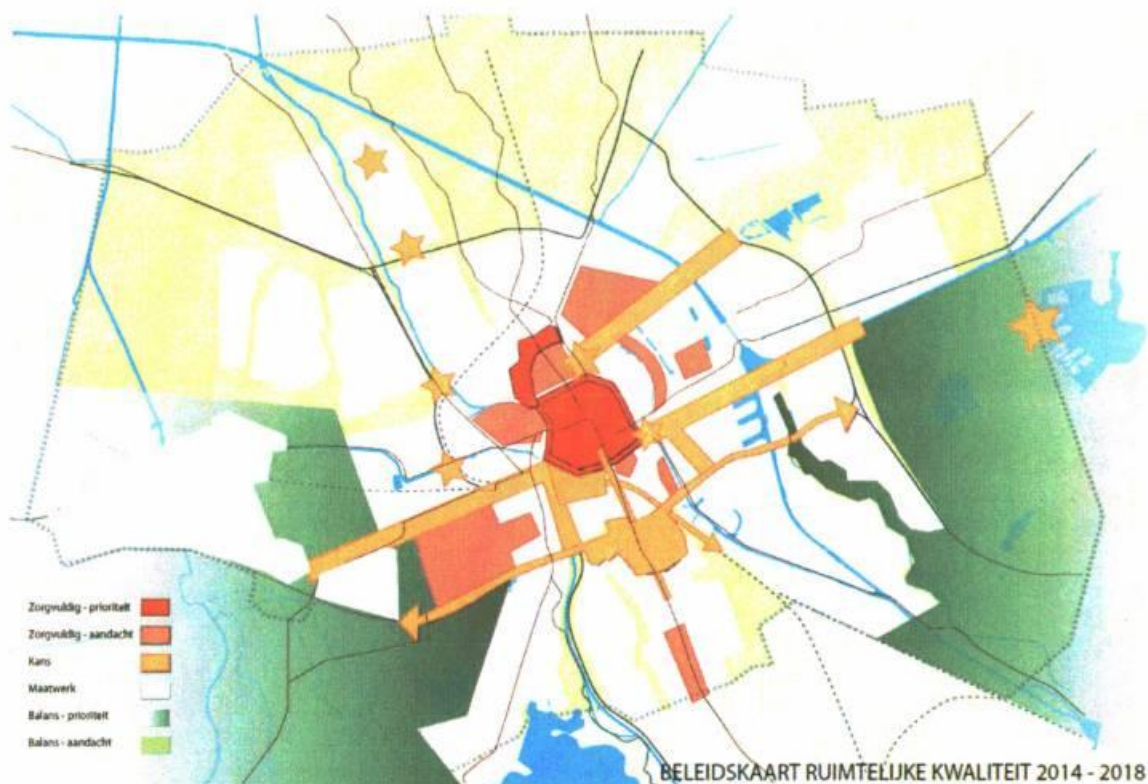 Zorgvuldig - prioriteit
Zorgvuldig - aandacht
Kans
Maatwerk
Balans - prioriteit
Balans - aandacht
BELEIDSKAART RUIMTELIJKE KWALITEIT 2014 - 2018